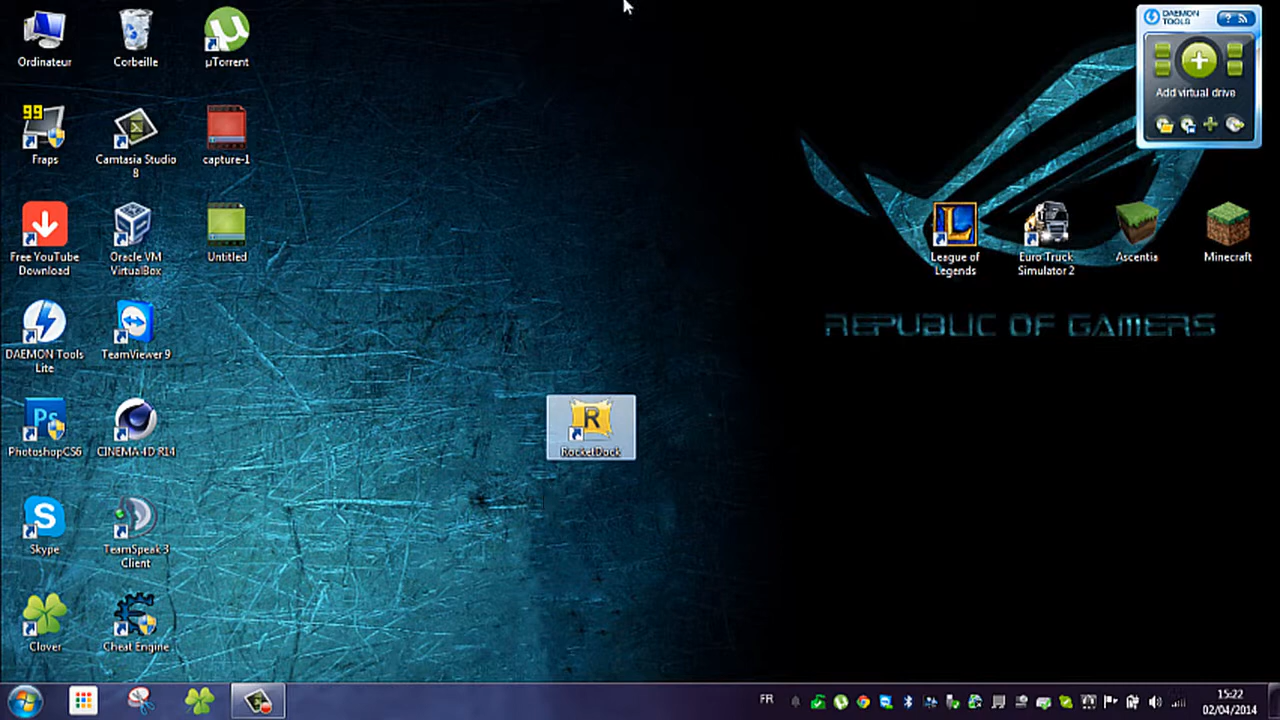 Ordinateur
Corbeille
µTorrent
99
Fraps
Camtasia Studio
8
capture-1
Free YouTube
Download
Oracle VM
VirtualBox
Untitled
DAEMON Tools
Lite
TeamViewer 9
Ps
PhotoshopCS6
CINEMA 4D R14
S
Skype
TeamSpeak 3
Client
Clover
Cheat Engine
R
RocketDock
DAEMON
TOOLS
?
Add virtual drive
L
League of
Legends
Euro Truck
Simulator 2
Ascentia
Minecraft
REPUBLIC OF GAMERS
FR
15:22
02/04/2014